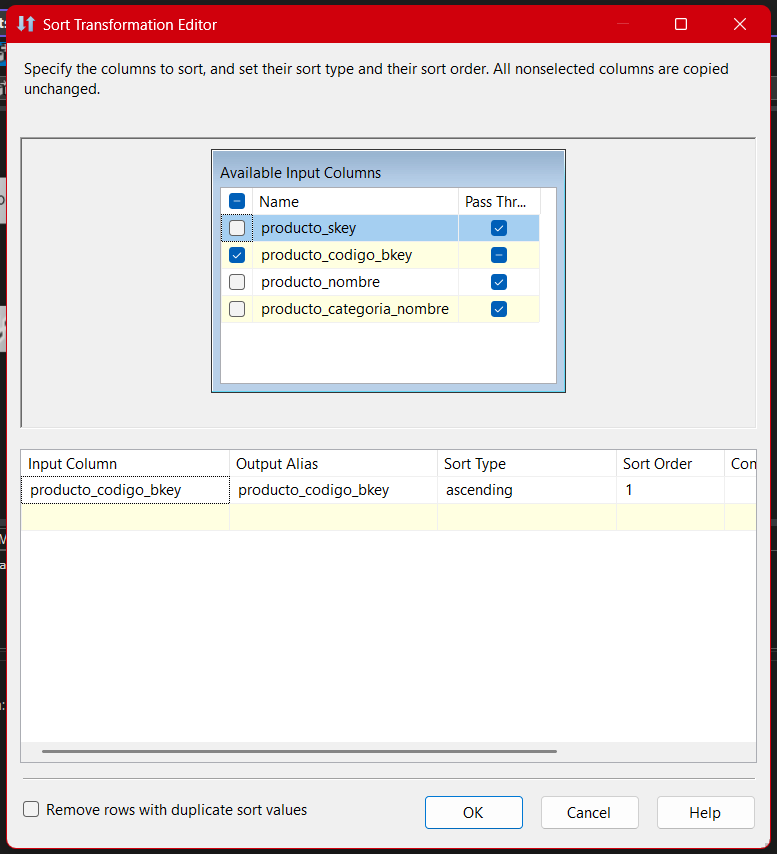 Sort Transformation Editor
Specify the columns to sort, and set their sort type and their sort order. All nonselected columns are copied
unchanged.
Available Input Columns
Name Pass Thr...
producto_skey
producto_codigo_bkey
producto_nombre
producto_categoria_nombre
Input Column Output Alias Sort Type Sort Order
producto_codigo_bkey producto_codigo_bkey ascending 1
Remove rows with duplicate sort values OK Cancel Help